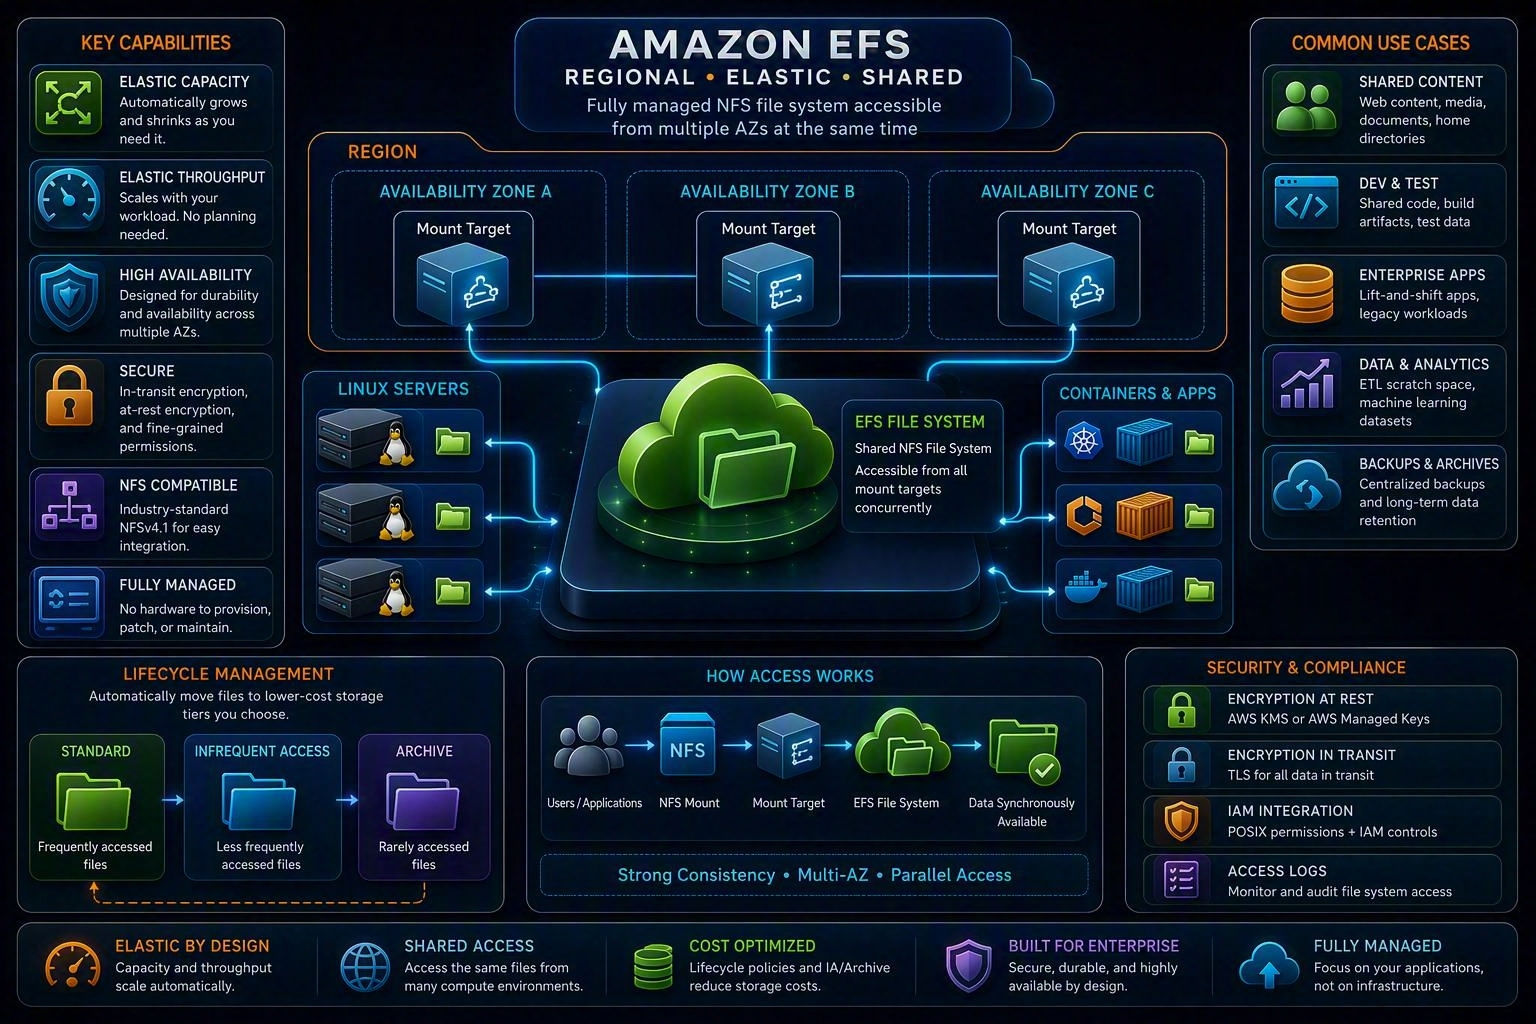 AMAZON EFS
REGIONAL • ELASTIC • SHARED
Fully managed NFS file system accessible
from multiple AZs at the same time
KEY CAPABILITIES
ELASTIC CAPACITY
Automatically grows
and shrinks as you
need it.
ELASTIC THROUGHPUT
Scales with your
workload. No planning
needed.
HIGH AVAILABILITY
Designed for durability
and availability across
multiple AZs.
SECURE
In-transit encryption,
at-rest encryption,
and fine-grained
permissions.
NFS COMPATIBLE
Industry-standard
NFSv4.1 for easy
integration.
FULLY MANAGED
No hardware to provision,
patch, or maintain.
REGION
AVAILABILITY ZONE A
Mount Target
AVAILABILITY ZONE B
Mount Target
AVAILABILITY ZONE C
Mount Target
LINUX SERVERS
EFS FILE SYSTEM
Shared NFS File System
Accessible from all
mount targets
concurrently
CONTAINERS & APPS
COMMON USE CASES
SHARED CONTENT
Web content, media,
documents, home
directories
DEV & TEST
Shared code, build
artifacts, test data
ENTERPRISE APPS
Lift-and-shift apps,
legacy workloads
DATA & ANALYTICS
ETL scratch space,
machine learning
datasets
BACKUPS & ARCHIVES
Centralized backups
and long-term data
retention
LIFECYCLE MANAGEMENT
Automatically move files to lower-cost storage
tiers you choose.
STANDARD
Frequently accessed
files
INFREQUENT ACCESS
Less frequently
accessed files
ARCHIVE
Rarely accessed
files
HOW ACCESS WORKS
Users / Applications
NFS
NFS Mount
Mount Target
EFS File System
Data Synchronously
Available
Strong Consistency • Multi-AZ • Parallel Access
SECURITY & COMPLIANCE
ENCRYPTION AT REST
AWS KMS or AWS Managed Keys
ENCRYPTION IN TRANSIT
TLS for all data in transit
IAM INTEGRATION
POSIX permissions + IAM controls
ACCESS LOGS
Monitor and audit file system access
ELASTIC BY DESIGN
Capacity and throughput
scale automatically.
SHARED ACCESS
Access the same files from
many compute environments.
COST OPTIMIZED
Lifecycle policies and IA/Archive
reduce storage costs.
BUILT FOR ENTERPRISE
Secure, durable, and highly
available by design.
FULLY MANAGED
Focus on your applications,
not on infrastructure.